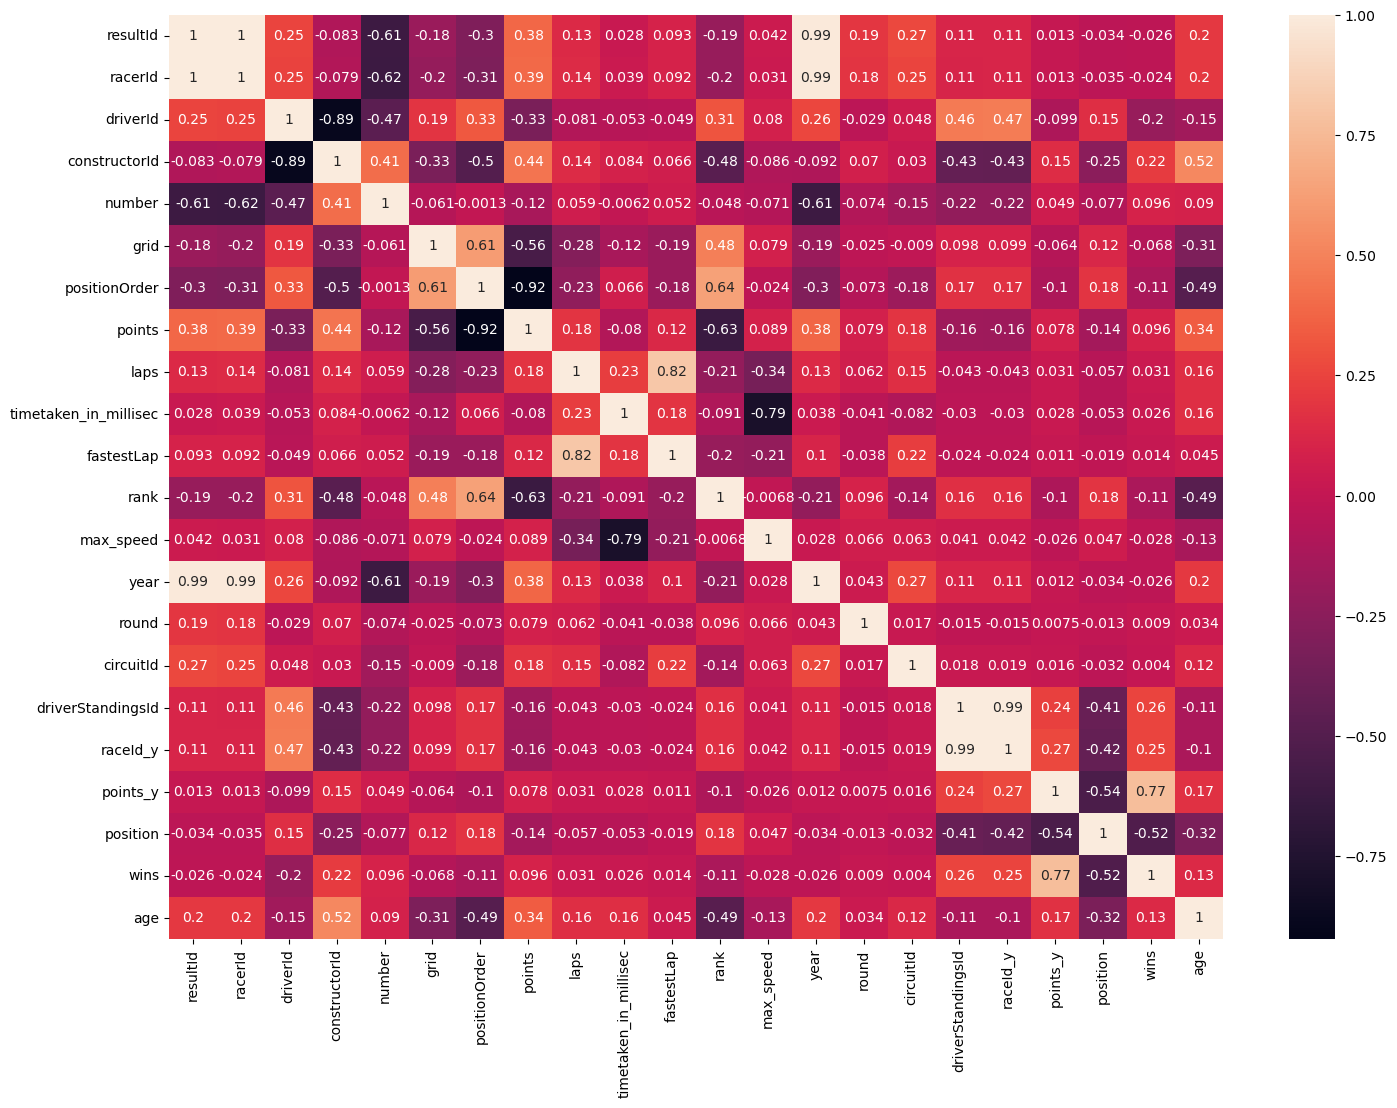 resultId 1 1 0.25 -0.083 -0.61 -0.18 -0.3 0.38 0.13 0.028 0.093 -0.19 0.042 0.99 0.19 0.27 0.11 0.11 0.013 -0.034 -0.026 0.2
racerId 1 1 0.25 -0.079 -0.62 -0.2 -0.31 0.39 0.14 0.039 0.092 -0.2 0.031 0.99 0.18 0.25 0.11 0.11 0.013 -0.035 -0.024 0.2
driverId 0.25 0.25 1 -0.89 -0.47 0.19 0.33 -0.33 -0.081 -0.053 -0.049 0.31 0.08 0.26 -0.029 0.048 0.46 0.47 -0.099 0.15 -0.2 -0.15
constructorId -0.083 -0.079 -0.89 1 0.41 -0.33 -0.5 0.44 0.14 0.084 0.066 -0.48 -0.086 -0.092 0.07 0.03 -0.43 -0.43 0.15 -0.25 0.22 0.52
number -0.61 -0.62 -0.47 0.41 1 -0.061 -0.0013 -0.12 0.059 -0.0062 0.052 -0.048 -0.071 -0.61 -0.074 -0.15 -0.22 -0.22 0.049 -0.077 0.096 0.09
grid -0.18 -0.2 0.19 -0.33 -0.061 1 0.61 -0.56 -0.28 -0.12 -0.19 0.48 0.079 -0.19 -0.025 -0.009 0.098 0.099 -0.064 0.12 -0.068 -0.31
positionOrder -0.3 -0.31 0.33 -0.5 -0.0013 0.61 1 -0.92 -0.23 0.066 -0.18 0.64 -0.024 -0.3 -0.073 -0.18 0.17 0.17 -0.1 0.18 -0.11 -0.49
points 0.38 0.39 -0.33 0.44 -0.12 -0.56 -0.92 1 0.18 -0.08 0.12 -0.63 0.089 0.38 0.079 0.18 -0.16 -0.16 0.078 -0.14 0.096 0.34
laps 0.13 0.14 -0.081 0.14 0.059 -0.28 -0.23 0.18 1 0.23 0.82 -0.21 -0.34 0.13 0.062 0.15 -0.043 -0.043 0.031 -0.057 0.031 0.16
timetaken_in_millisec 0.028 0.039 -0.053 0.084 -0.0062 -0.12 0.066 -0.08 0.23 1 0.18 -0.091 -0.79 0.038 -0.041 -0.082 -0.03 -0.03 0.028 -0.053 0.026 0.16
fastestLap 0.093 0.092 -0.049 0.066 0.052 -0.19 -0.18 0.12 0.82 0.18 1 -0.2 -0.21 0.1 -0.038 0.22 -0.024 -0.024 0.011 -0.019 0.014 0.045
rank -0.19 -0.2 0.31 -0.48 -0.048 0.48 0.64 -0.63 -0.21 -0.091 -0.2 1 -0.0068 -0.21 0.096 -0.14 0.16 0.16 -0.1 0.18 -0.11 -0.49
max_speed 0.042 0.031 0.08 -0.086 -0.071 0.079 -0.024 0.089 -0.34 -0.79 -0.21 -0.0068 1 0.028 0.066 0.063 0.041 0.042 -0.026 0.047 -0.028 -0.13
year 0.99 0.99 0.26 -0.092 -0.61 -0.19 -0.3 0.38 0.13 0.038 0.1 -0.21 0.028 1 0.043 0.27 0.11 0.11 0.012 -0.034 -0.026 0.2
round 0.19 0.18 -0.029 0.07 -0.074 -0.025 -0.073 0.079 0.062 -0.041 -0.038 0.096 0.066 0.043 1 0.017 -0.015 -0.015 0.0075 -0.013 0.009 0.034
circuitId 0.27 0.25 0.048 0.03 -0.15 -0.009 -0.18 0.18 0.15 -0.082 0.22 -0.14 0.063 0.27 0.017 1 0.018 0.019 0.016 -0.032 0.004 0.12
driverStandingsId 0.11 0.11 0.46 -0.43 -0.22 0.098 0.17 -0.16 -0.043 -0.03 -0.024 0.16 0.041 0.11 -0.015 0.018 1 0.99 0.24 -0.41 0.26 -0.11
raceId_y 0.11 0.11 0.47 -0.43 -0.22 0.099 0.17 -0.16 -0.043 -0.03 -0.024 0.16 0.042 0.11 -0.015 0.019 0.99 1 0.27 -0.42 0.25 -0.1
points_y 0.013 0.013 -0.099 0.15 0.049 -0.064 -0.1 0.078 0.031 0.028 0.011 -0.1 -0.026 0.012 0.0075 0.016 0.24 0.27 1 -0.54 0.77 0.17
position -0.034 -0.035 0.15 -0.25 -0.077 0.12 0.18 -0.14 -0.057 -0.053 -0.019 0.18 0.047 -0.034 -0.013 -0.032 -0.41 -0.42 -0.54 1 -0.52 -0.32
wins -0.026 -0.024 -0.2 0.22 0.096 -0.068 -0.11 0.096 0.031 0.026 0.014 -0.11 -0.028 -0.026 0.009 0.004 0.26 0.25 0.77 -0.52 1 0.13
age 0.2 0.2 -0.15 0.52 0.09 -0.31 -0.49 0.34 0.16 0.16 0.045 -0.49 -0.13 0.2 0.034 0.12 -0.11 -0.1 0.17 -0.32 0.13 1
resultId racerId driverId constructorId number grid positionOrder points laps timetaken_in_millisec fastestLap rank max_speed year round circuitId driverStandingsId raceId_y points_y position wins age
1.00
0.75
0.50
0.25
0.00
−0.25
−0.50
−0.75